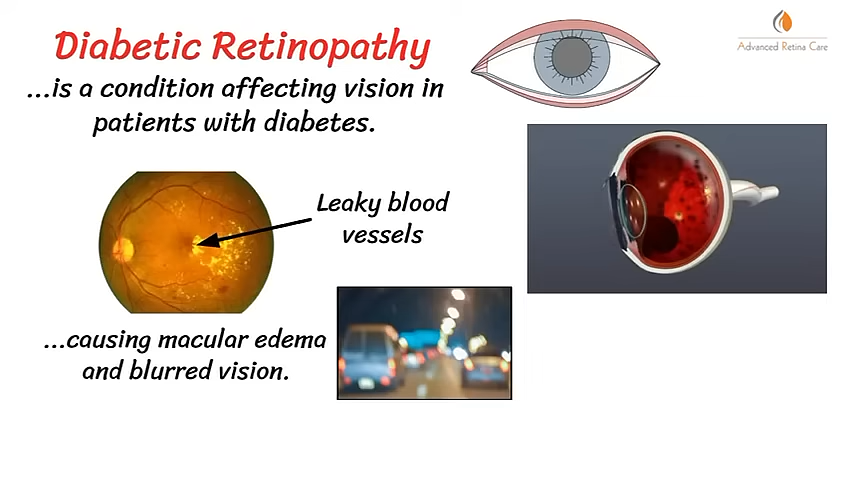 Diabetic Retinopathy
...is a condition affecting vision in
patients with diabetes.
Advanced Retina Care
Leaky blood
vessels
...causing macular edema
and blurred vision.